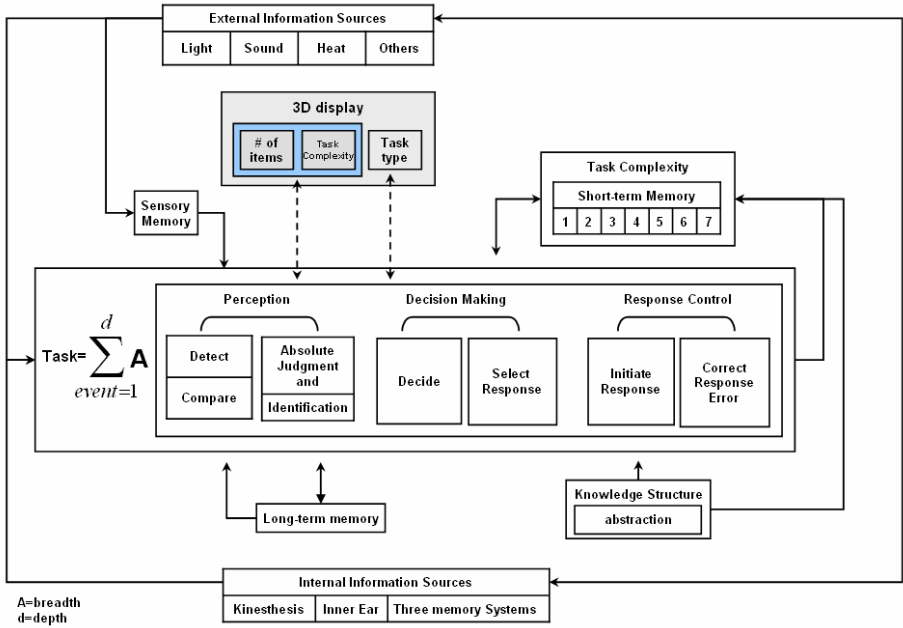 External Information Sources
Light Sound Heat Others
3D display
# of items
Task Complexity
Task type
Task Complexity
Short-term Memory
1 2 3 4 5 6 7
Sensory
Memory
Perception
Decision Making
Response Control
Task= d ∑ event=1 A
Detect
Compare
Absolute
Judgment
and
Identification
Decide
Select
Response
Initiate
Response
Correct
Response
Error
Long-term memory
Knowledge Structure
abstraction
Internal Information Sources
Kinesthesis Inner Ear Three memory Systems
A=breadth
d=depth